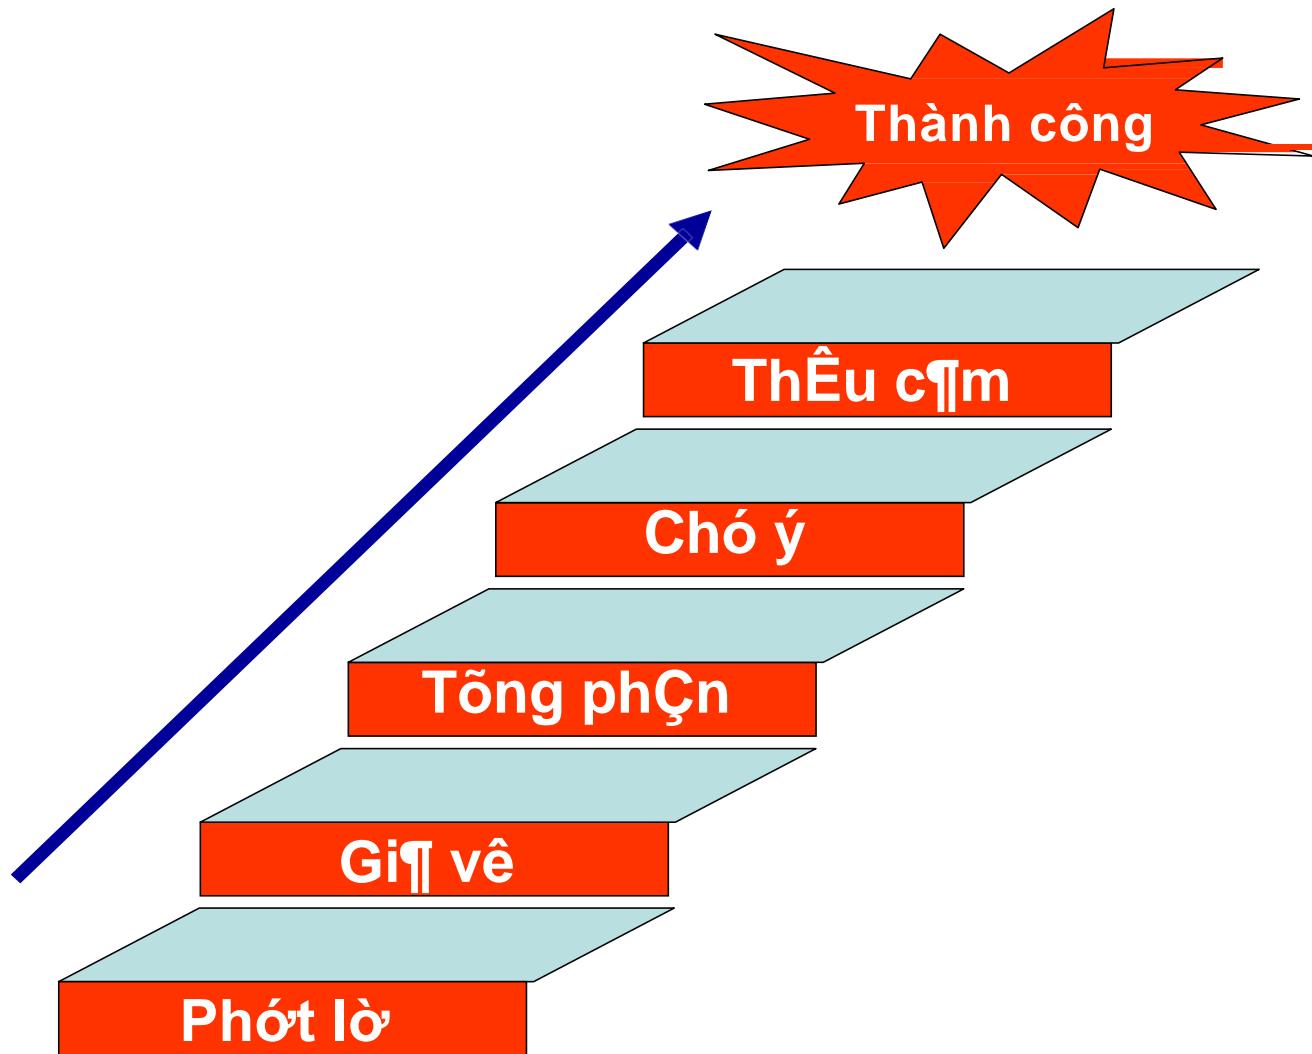 Thành công
ThÊu c¶m
Chó ý
Tõng phÇn
Gi¶ vê
Phớt lờ